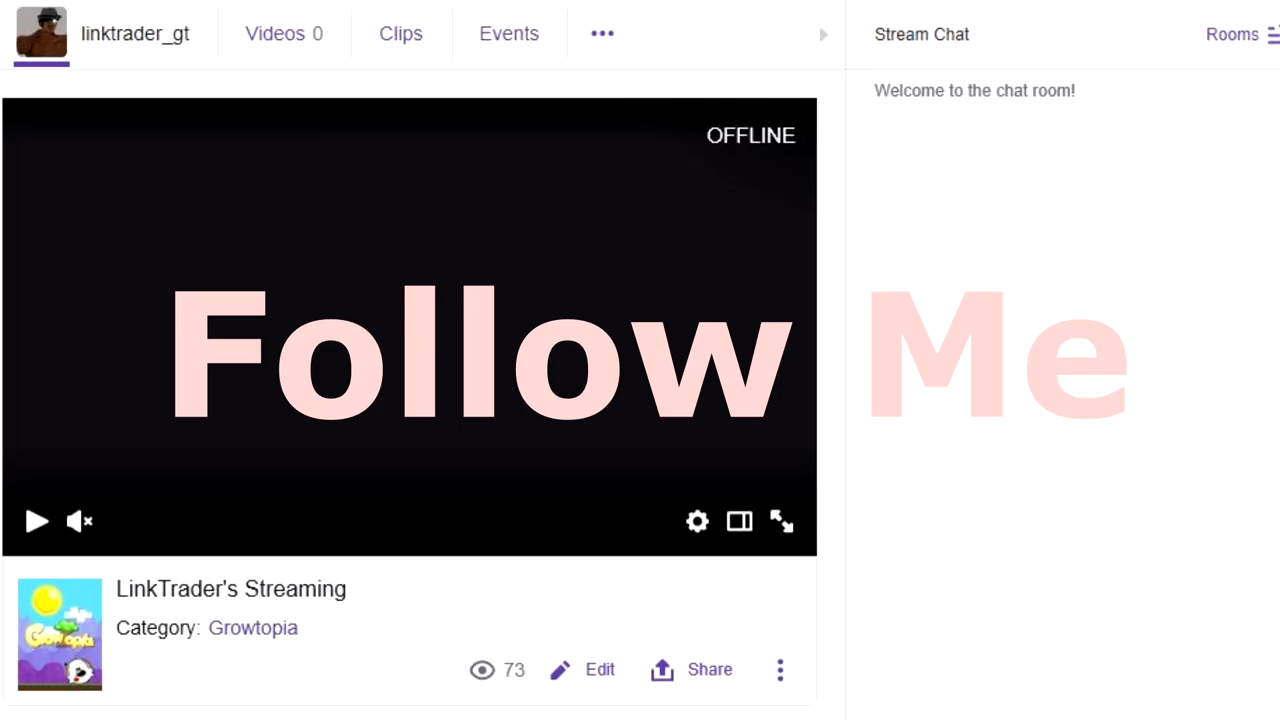 linktrader_gt Videos 0 Clips Events
Stream Chat Rooms
Welcome to the chat room!
OFFLINE
Follow Me
LinkTrader's Streaming
Category: Growtopia
Growtopia
73 Edit Share